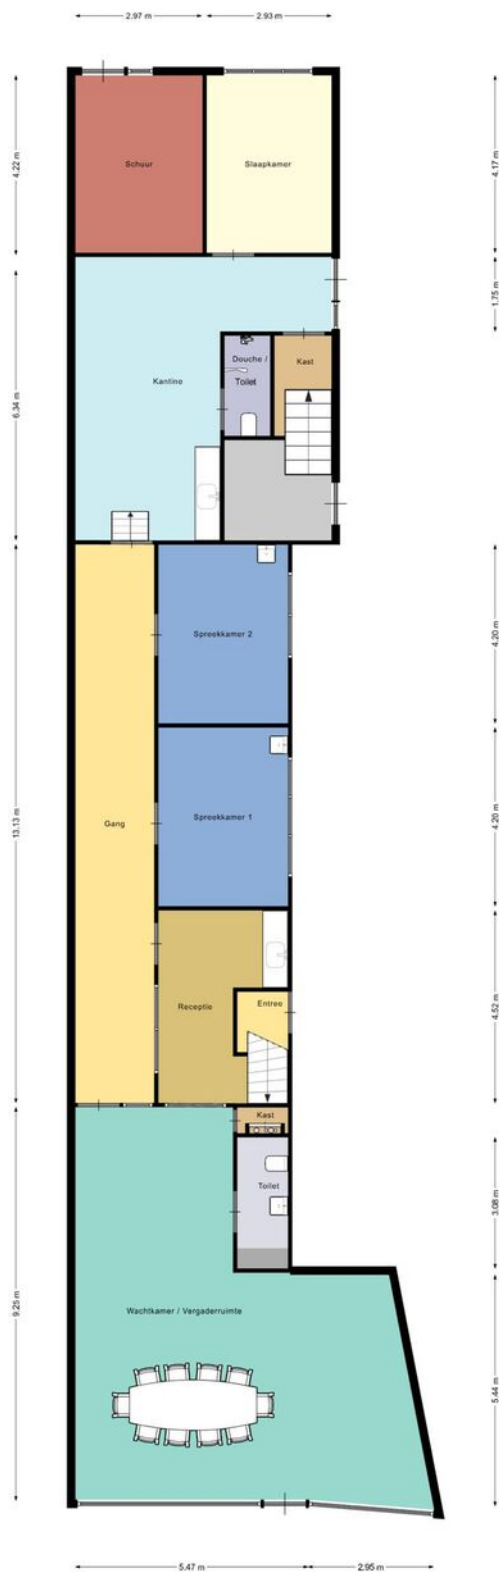 2.97 m
2.93 m
4.22 m
4.17 m
Schuur
Slaapkamer
1.75 m
6.34 m
Kantine
Douche /
Toilet
Kast
Spreekkamer 2
4.20 m
13.13 m
Gang
Spreekkamer 1
4.20 m
Receptie
Entree
4.52 m
Kast
Toilet
3.08 m
9.25 m
Wachtkamer / Vergaderruimte
5.44 m
5.47 m
2.95 m